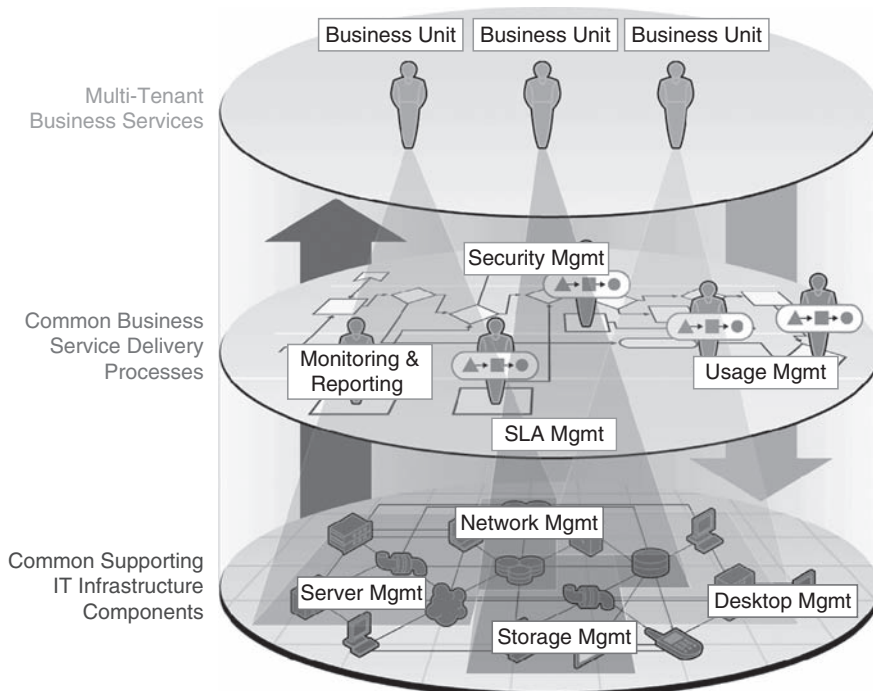 Business Unit
Business Unit
Business Unit
Multi-Tenant
Business Services
Security Mgmt
Common Business
Service Delivery
Processes
Monitoring &
Reporting
Usage Mgmt
SLA Mgmt
Network Mgmt
Common Supporting
IT Infrastructure
Components
Server Mgmt
Desktop Mgmt
Storage Mgmt